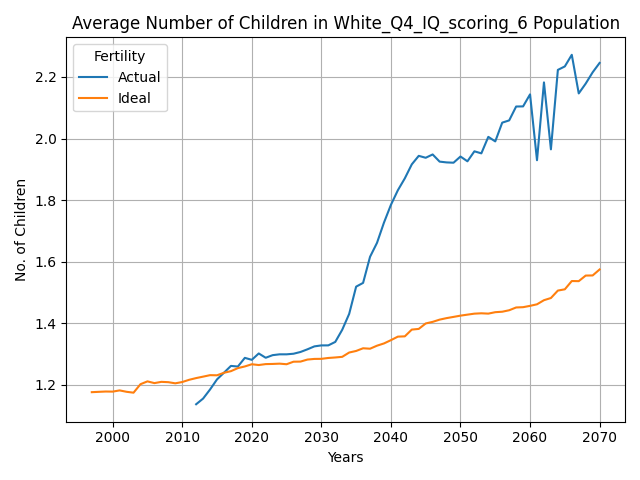 Average Number of Children in White_Q4_IQ_scoring_6 Population
Fertility
Actual
Ideal
No. of Children
2.2
2.0
1.8
1.6
1.4
1.2
2000 2010 2020 2030 2040 2050 2060 2070
Years